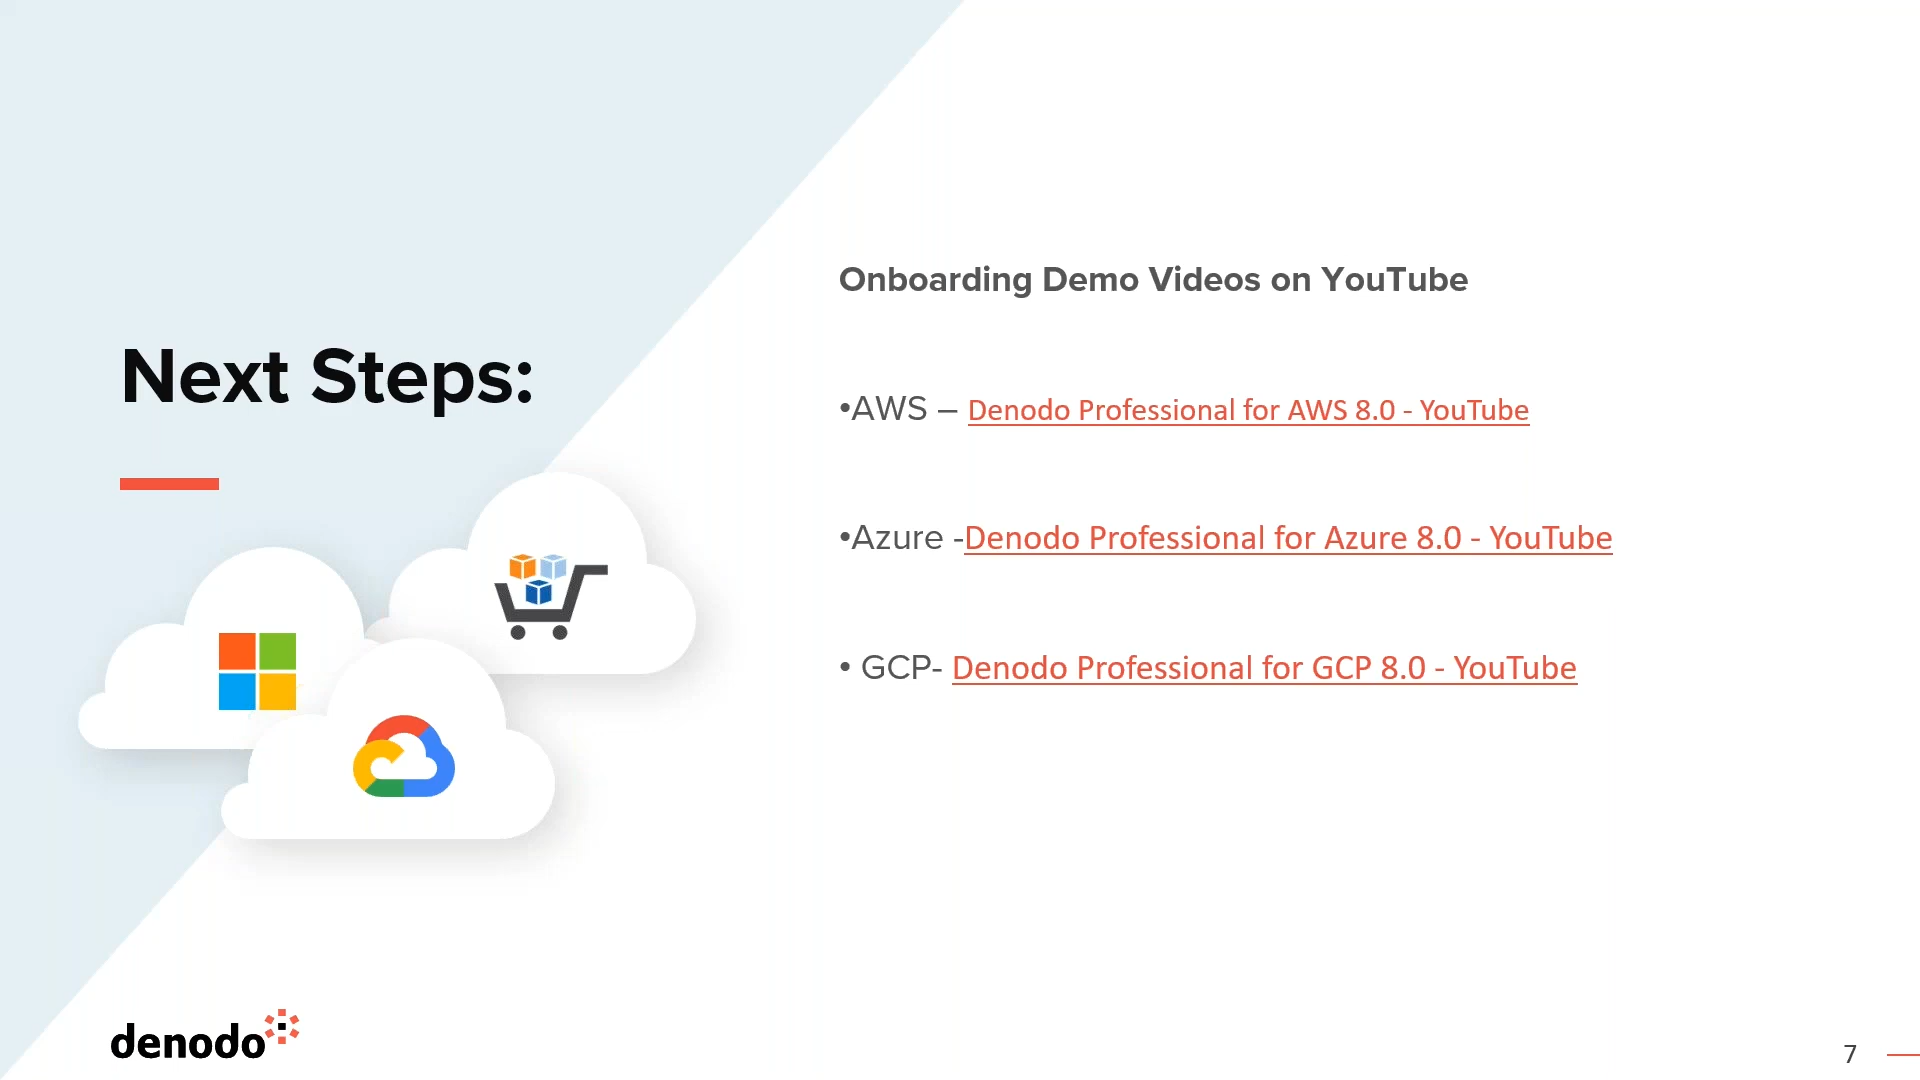 Next Steps:
Onboarding Demo Videos on YouTube
•AWS – Denodo Professional for AWS 8.0 - YouTube
•Azure -Denodo Professional for Azure 8.0 - YouTube
• GCP- Denodo Professional for GCP 8.0 - YouTube
denodo
7